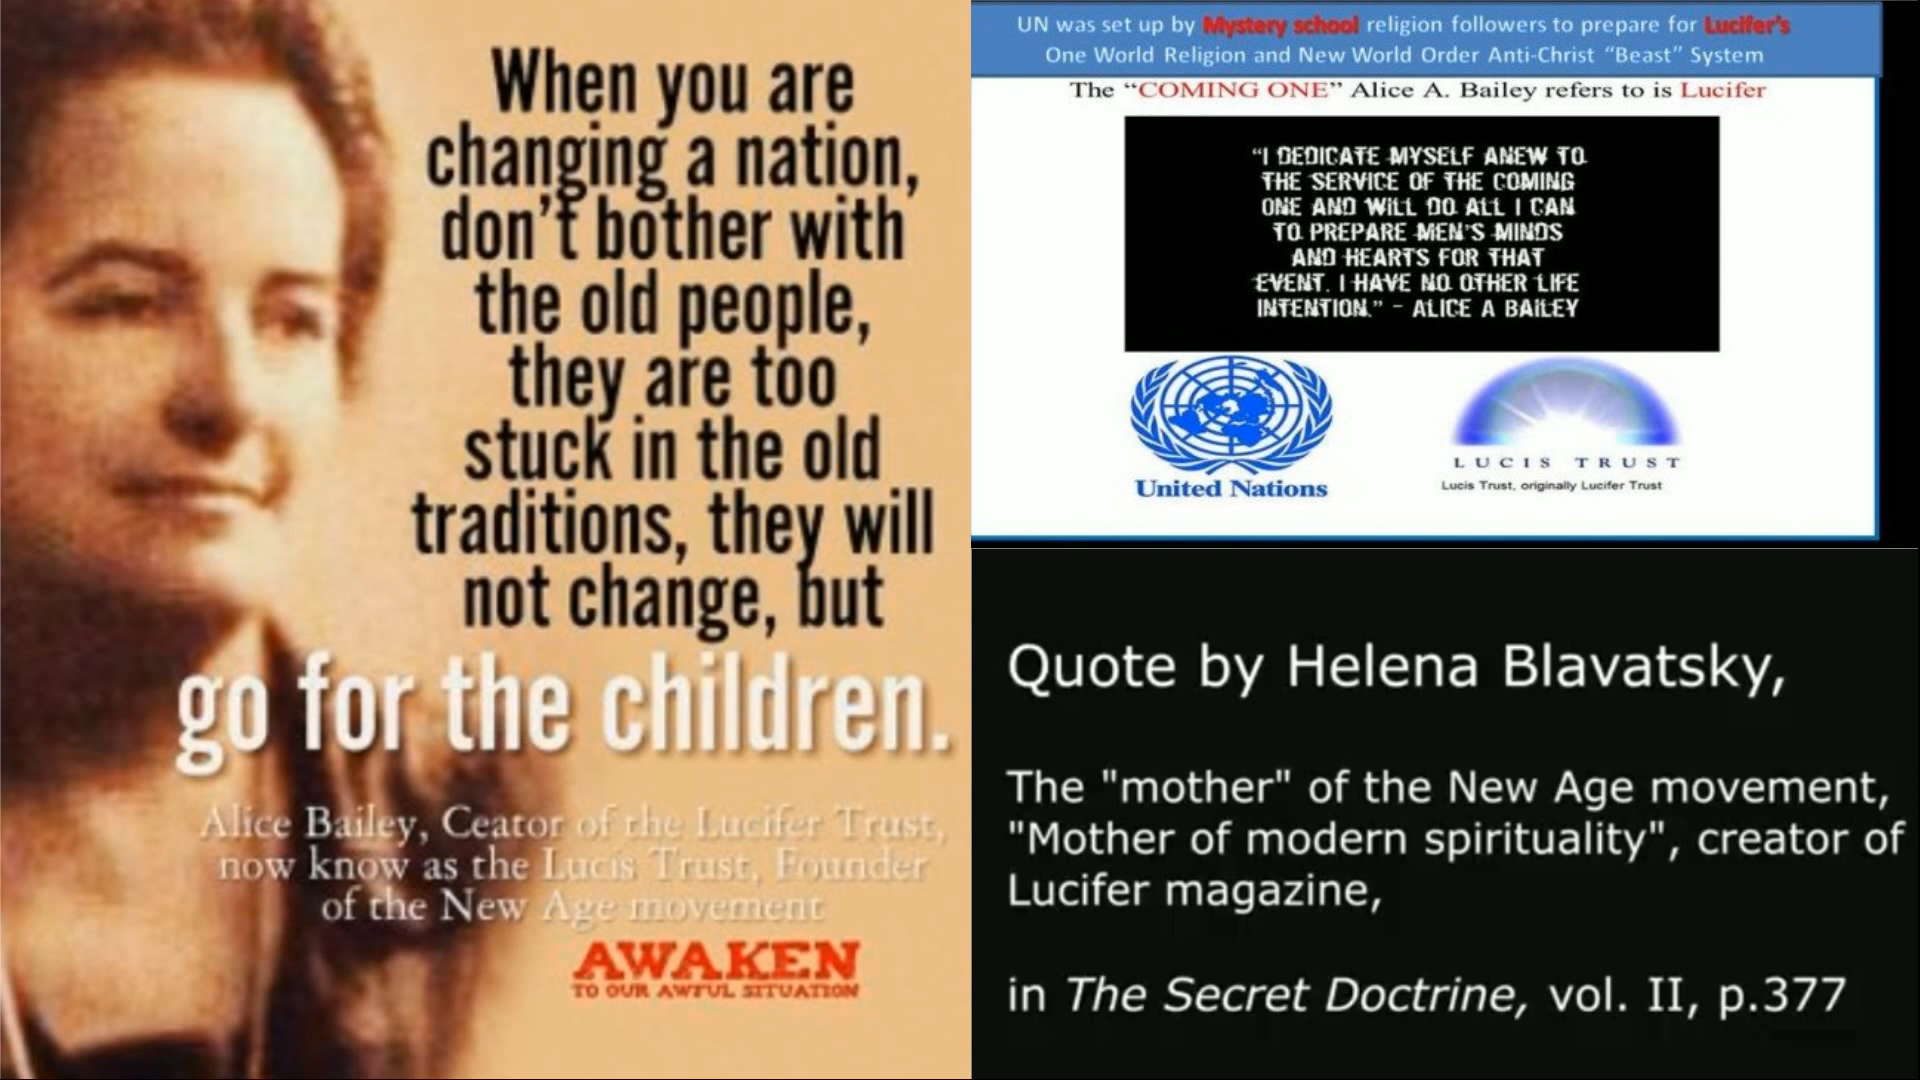 When you are
changing a nation,
don't bother with
the old people,
they are too
stuck in the old
traditions, they will
not change, but
go for the children.
Alice Bailey, Ceator of the Lucifer Trust,
now know as the Lucis Trust, Founder
of the New Age movement
AWAKEN
TO OUR AWFUL SITUATION
UN was set up by Mystery school religion followers to prepare for Lucifer's
One World Religion and New World Order Anti-Christ “Beast” System
The “COMING ONE” Alice A. Bailey refers to is Lucifer
“I DEDICATE MYSELF ANEW TO
THE SERVICE OF THE COMING
ONE AND WILL DO ALL I CAN
TO PREPARE MEN'S MINDS
AND HEARTS FOR THAT
EVENT. I HAVE NO OTHER LIFE
INTENTION.” - ALICE A BAILEY
United Nations
LUCIS TRUST
Lucis Trust, originally Lucifer Trust
Quote by Helena Blavatsky,
The "mother" of the New Age movement,
"Mother of modern spirituality", creator of
Lucifer magazine,
in The Secret Doctrine, vol. II, p.377